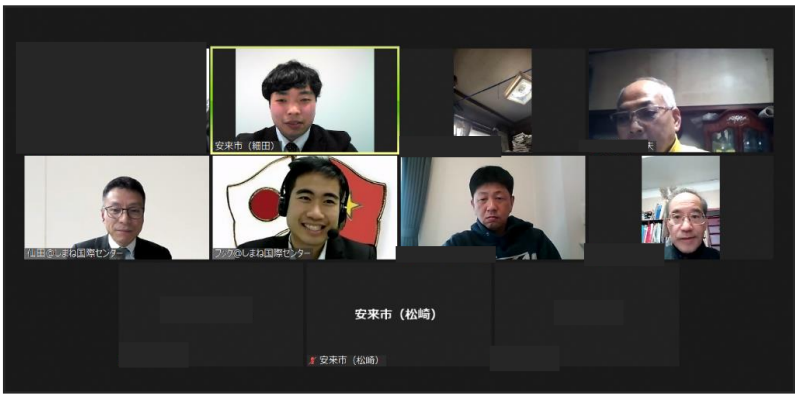 安来市（細田）
夫
仙田@しまね国際センター
フック@しまね国際センター
安来市（松崎）
安来市（松崎）